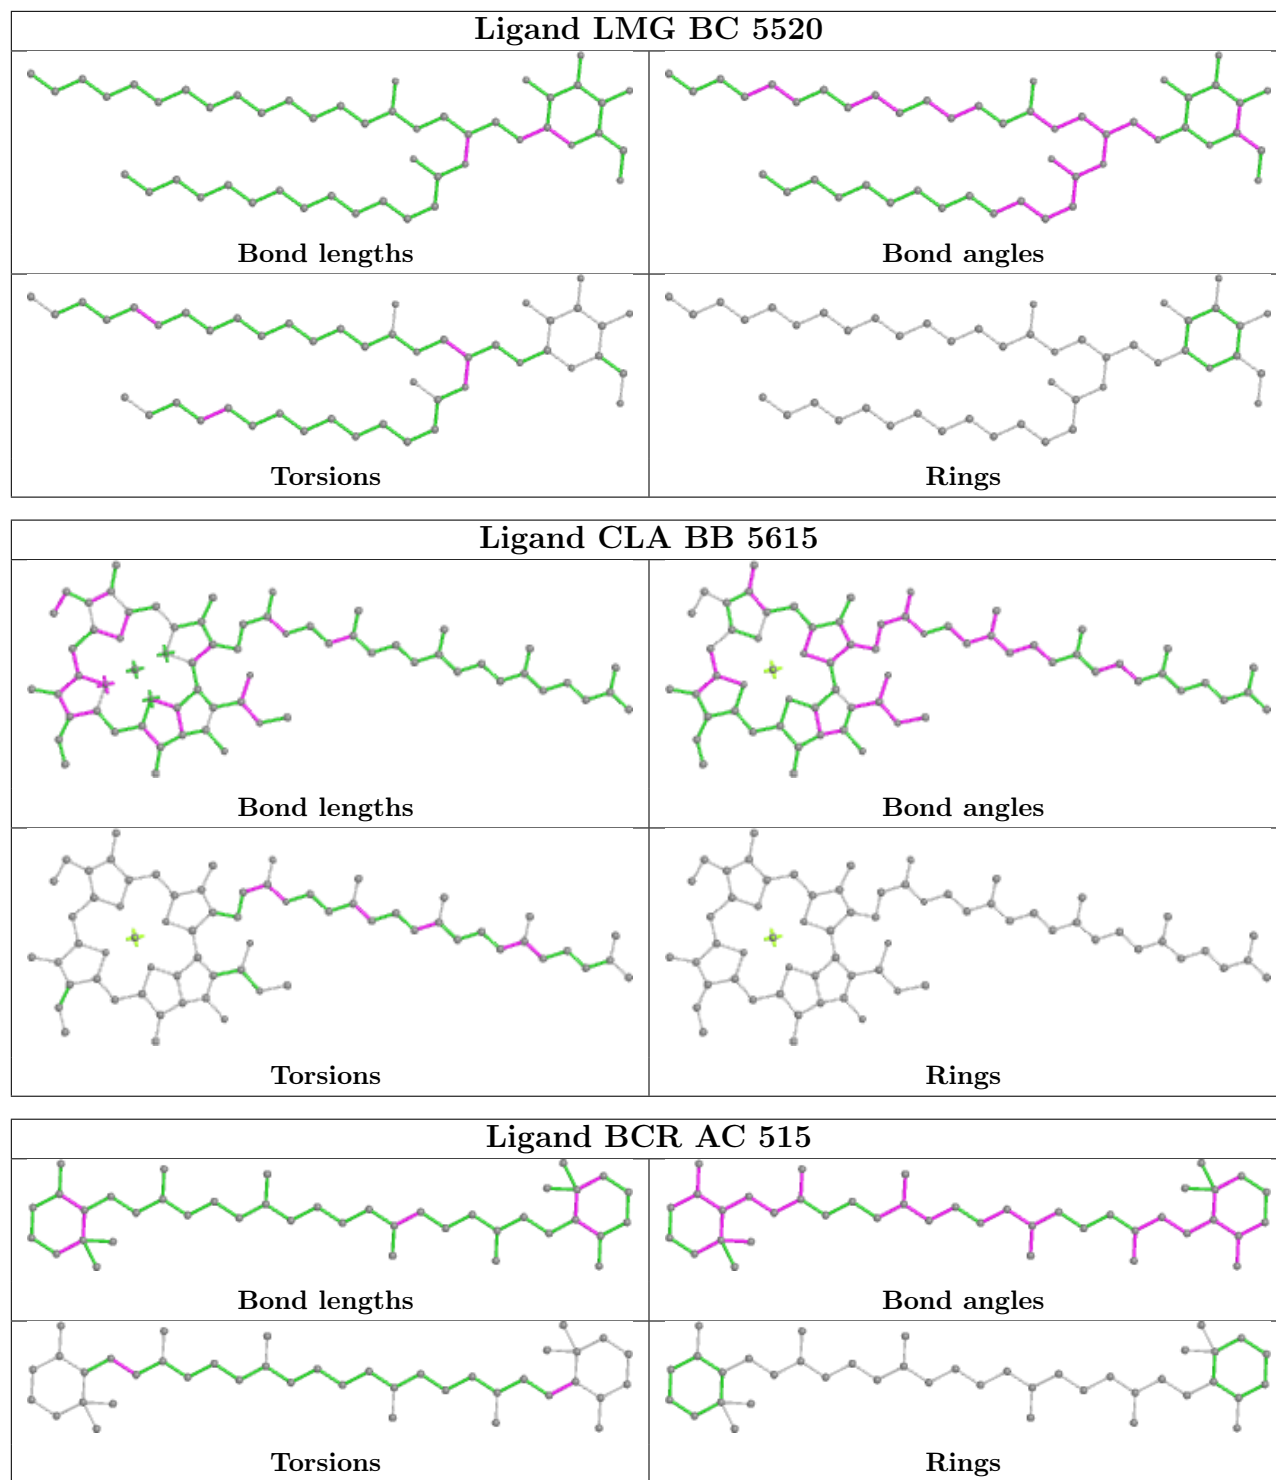 Ligand LMG BC 5520
Bond lengths
Bond angles
Torsions
Rings
Ligand CLA BB 5615
Bond lengths
Bond angles
Torsions
Rings
Ligand BCR AC 515
Bond lengths
Bond angles
Torsions
Rings